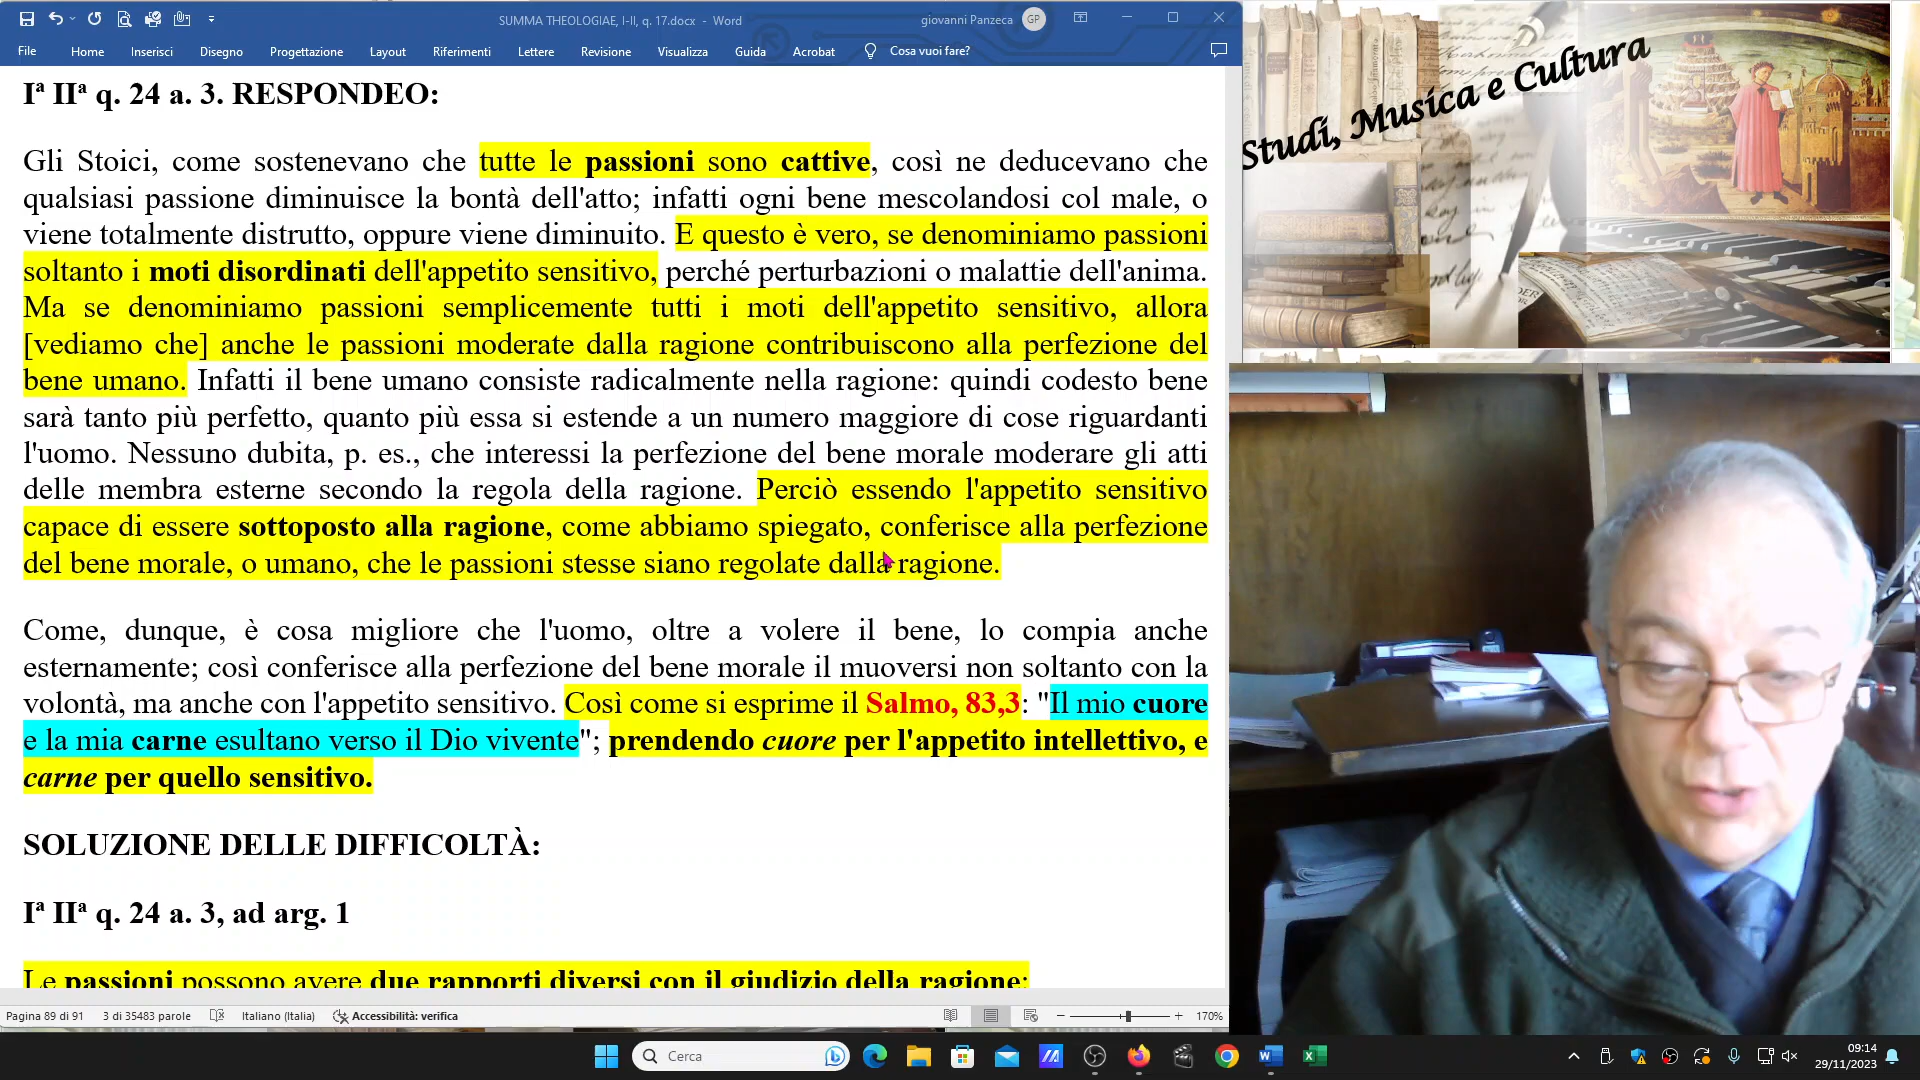 SUMMA THEOLOGIAE, I-II, q. 17.docx - Word
giovanni Panzeca
GP
File Home Inserisci Disegno Progettazione Layout Riferimenti Lettere Revisione Visualizza Guida Acrobat Cosa vuoi fare?
Iª IIª q. 24 a. 3. RESPONDEO:
Gli Stoici, come sostenevano che tutte le passioni sono cattive, così ne deducevano che
qualsiasi passione diminuisce la bontà dell'atto; infatti ogni bene mescolandosi col male, o
viene totalmente distrutto, oppure viene diminuito. E questo è vero, se denominiamo passioni
soltanto i moti disordinati dell'appetito sensitivo, perché perturbazioni o malattie dell'anima.
Ma se denominiamo passioni semplicemente tutti i moti dell'appetito sensitivo, allora
[vediamo che] anche le passioni moderate dalla ragione contribuiscono alla perfezione del
bene umano. Infatti il bene umano consiste radicalmente nella ragione: quindi codesto bene
sarà tanto più perfetto, quanto più essa si estende a un numero maggiore di cose riguardanti
l'uomo. Nessuno dubita, p. es., che interessi la perfezione del bene morale moderare gli atti
delle membra esterne secondo la regola della ragione. Perciò essendo l'appetito sensitivo
capace di essere sottoposto alla ragione, come abbiamo spiegato, conferisce alla perfezione
del bene morale, o umano, che le passioni stesse siano regolate dalla ragione.
Come, dunque, è cosa migliore che l'uomo, oltre a volere il bene, lo compia anche
esternamente; così conferisce alla perfezione del bene morale il muoversi non soltanto con la
volontà, ma anche con l'appetito sensitivo. Così come si esprime il Salmo, 83,3: "Il mio cuore
e la mia carne esultano verso il Dio vivente"; prendendo cuore per l'appetito intellettivo, e
carne per quello sensitivo.
SOLUZIONE DELLE DIFFICOLTÀ:
Iª IIª q. 24 a. 3, ad arg. 1
Le passioni possono avere due rapporti diversi con il giudizio della ragione:
Pagina 89 di 91 3 di 35483 parole Italiano (Italia) Accessibilità: verifica 170%
Studi, Musica e Cultura
Cerca
09:14
29/11/2023